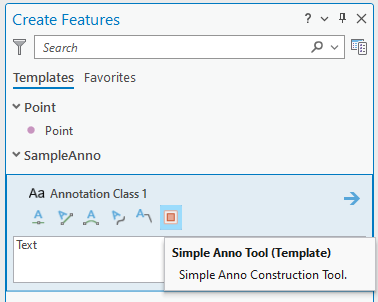 Create Features
Search
Templates Favorites
Point
Point
SampleAnno
Aa Annotation Class 1
Text
Simple Anno Tool (Template)
Simple Anno Construction Tool.